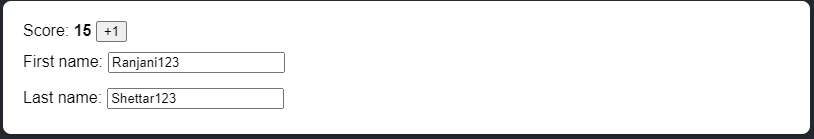 Score: 15 +1
First name: Ranjani123
Last name: Shettar123